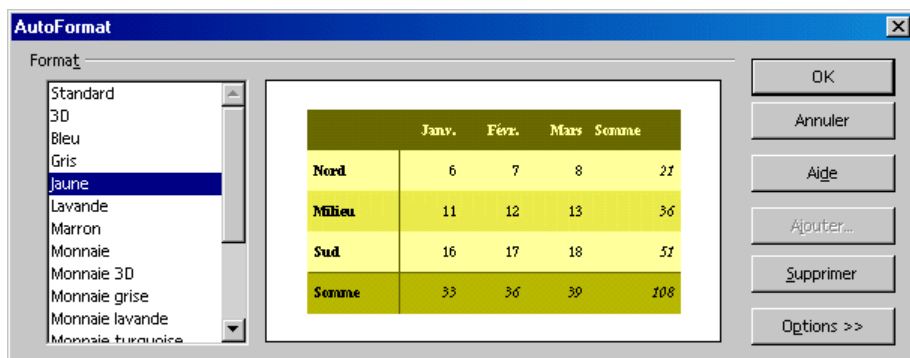 AutoFormat
Format
Standard
3D
Bleu
Gris
Jaune
Lavande
Marron
Monnaie
Monnaie 3D
Monnaie grise
Monnaie lavande
Monnaie turquoise
Janv. Févr. Mars Somme
Nord 6 7 8 21
Milieu 11 12 13 36
Sud 16 17 18 51
Somme 33 36 39 108
OK
Annuler
Aide
Ajouter...
Supprimer
Options >>